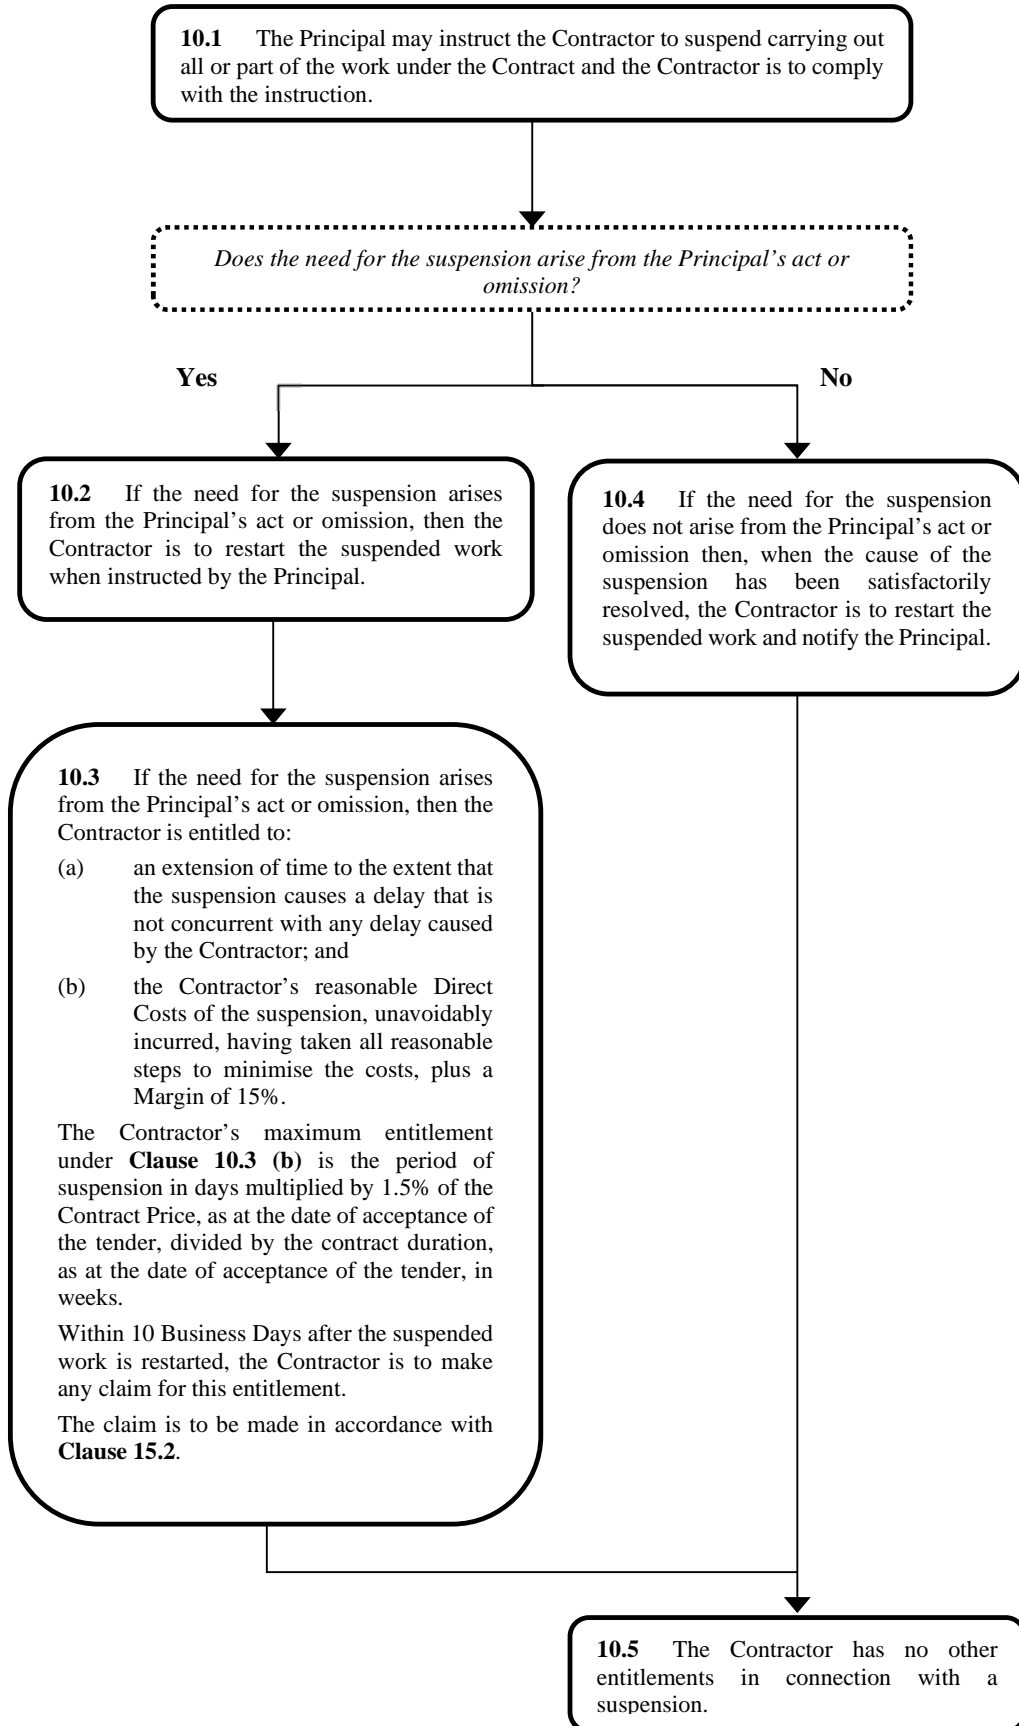 10.1 The Principal may instruct the Contractor to suspend carrying out
all or part of the work under the Contract and the Contractor is to comply
with the instruction.
Does the need for the suspension arise from the Principal's act or
omission?
Yes
No
10.2 If the need for the suspension arises
from the Principal's act or omission, then the
Contractor is to restart the suspended work
when instructed by the Principal.
10.4 If the need for the suspension
does not arise from the Principal's act or
omission then, when the cause of the
suspension has been satisfactorily
resolved, the Contractor is to restart the
suspended work and notify the Principal.
10.3 If the need for the suspension arises
from the Principal's act or omission, then the
Contractor is entitled to:
(a) an extension of time to the extent that
the suspension causes a delay that is
not concurrent with any delay caused
by the Contractor; and
(b) the Contractor's reasonable Direct
Costs of the suspension, unavoidably
incurred, having taken all reasonable
steps to minimise the costs, plus a
Margin of 15%.
The Contractor's maximum entitlement
under Clause 10.3 (b) is the period of
suspension in days multiplied by 1.5% of the
Contract Price, as at the date of acceptance of
the tender, divided by the contract duration,
as at the date of acceptance of the tender, in
weeks.
Within 10 Business Days after the suspended
work is restarted, the Contractor is to make
any claim for this entitlement.
The claim is to be made in accordance with
Clause 15.2.
10.5 The Contractor has no other
entitlements in connection with a
suspension.